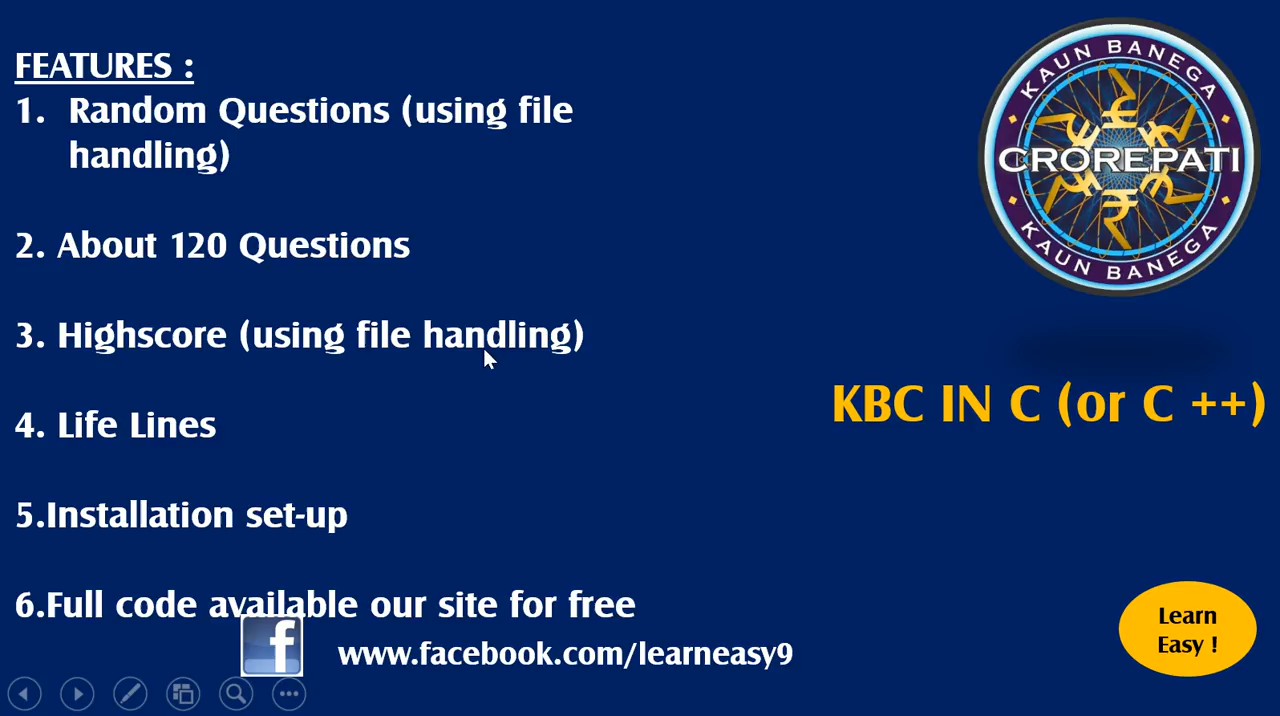 FEATURES :
1. Random Questions (using file
handling)
2. About 120 Questions
3. Highscore (using file handling)
4. Life Lines
5.Installation set-up
6.Full code available our site for free
f
www.facebook.com/learneasy9
KAUN BANEGA
CROREPATI
KAUN BANEGA
KBC IN C (or C ++)
Learn
Easy !